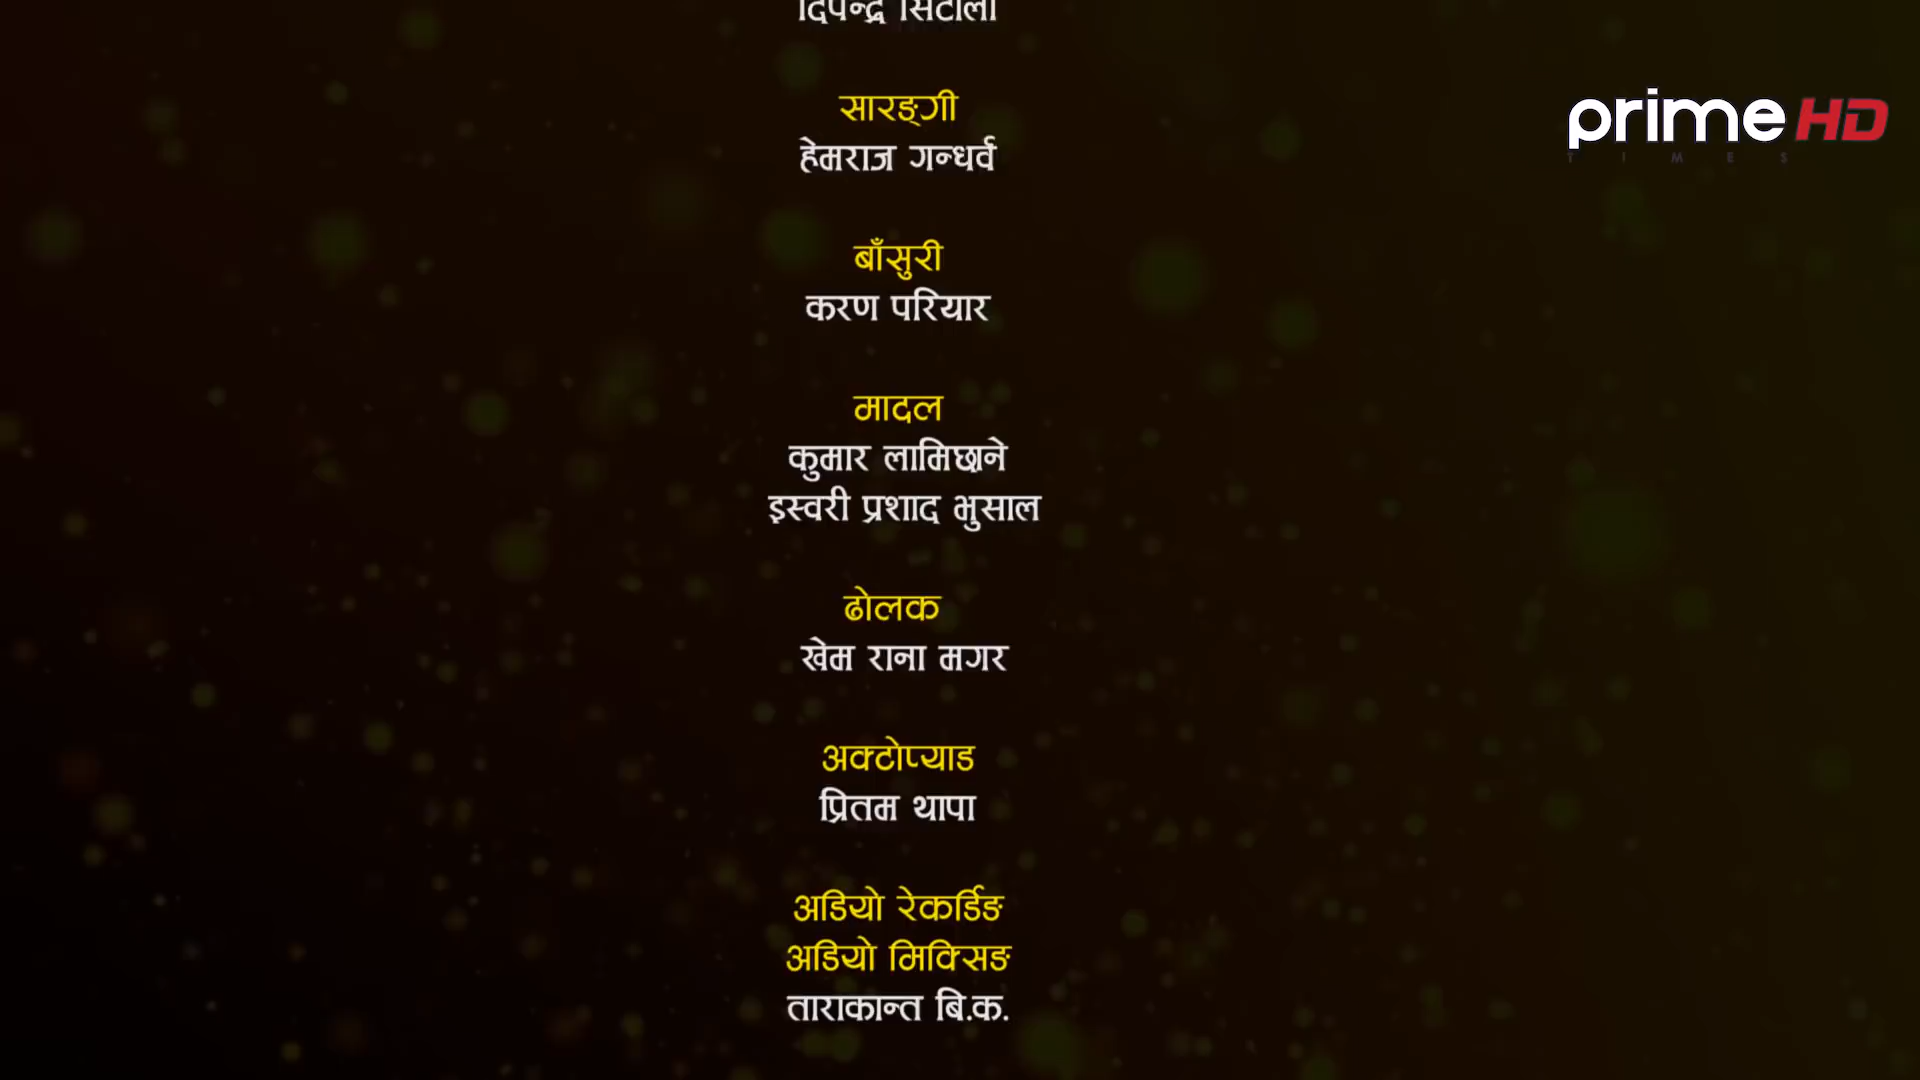 दिपेन्द्र सिटौला
सारङ्गी
prime HD
TIMES
हेमराज गन्धर्व
बाँसुरी
करण परियार
मादल
कुमार लामिछाने
इस्वरी प्रशाद भुसाल
ढोलक
खेम राना मगर
अक्टोप्याड
प्रितम थापा
अडियो रेकर्डिङ
अडियो मिक्सिङ
ताराकान्त बि.क.